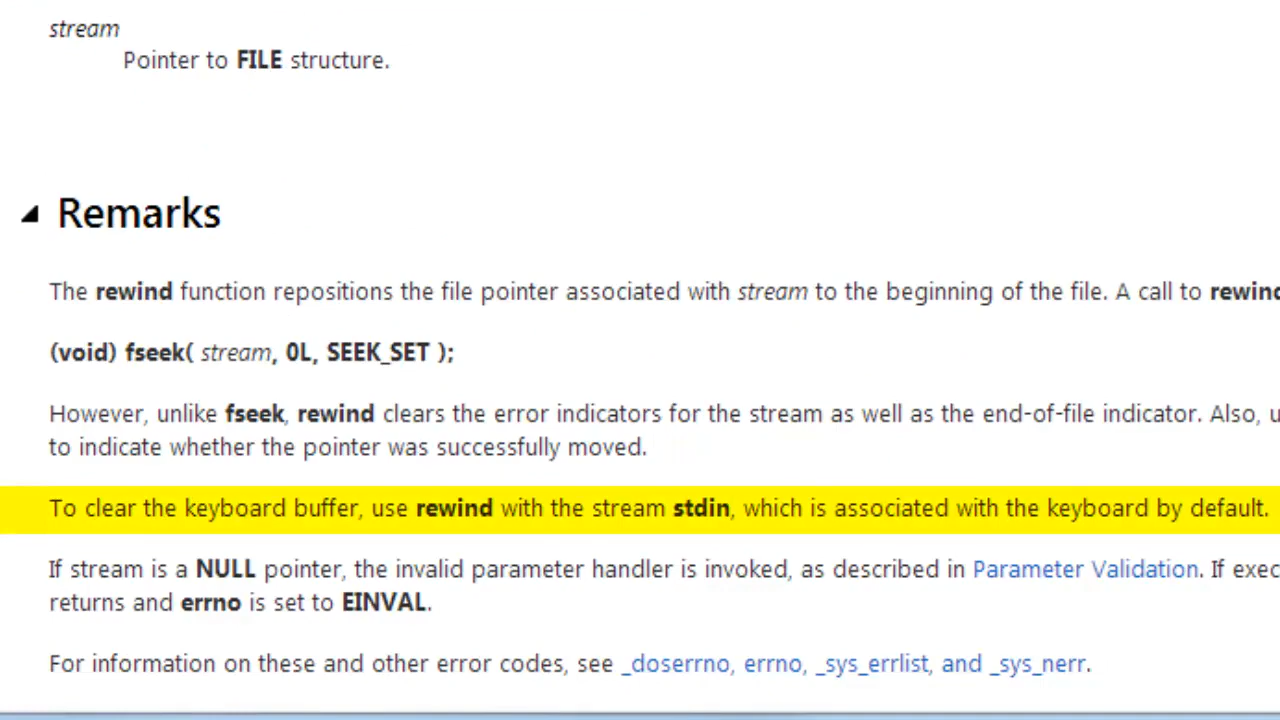 stream
Pointer to FILE structure.
Remarks
The rewind function repositions the file pointer associated with stream to the beginning of the file. A call to rewind
(void) fseek( stream, 0L, SEEK_SET );
However, unlike fseek, rewind clears the error indicators for the stream as well as the end-of-file indicator. Also,
to indicate whether the pointer was successfully moved.
To clear the keyboard buffer, use rewind with the stream stdin, which is associated with the keyboard by default.
If stream is a NULL pointer, the invalid parameter handler is invoked, as described in Parameter Validation. If
returns and errno is set to EINVAL.
For information on these and other error codes, see _doserrno, errno, _sys_errlist, and _sys_nerr.